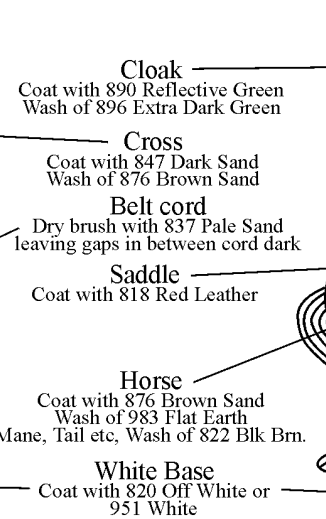 Cloak
Coat with 890 Reflective Green
Wash of 896 Extra Dark Green
Cross
Coat with 847 Dark Sand
Wash of 876 Brown Sand
Belt cord
Dry brush with 837 Pale Sand
leaving gaps in between cord dark
Saddle
Coat with 818 Red Leather
Horse
Coat with 876 Brown Sand
Wash of 983 Flat Earth
Mane, Tail etc, Wash of 822 Blk Brn.
White Base
Coat with 820 Off White or
951 White